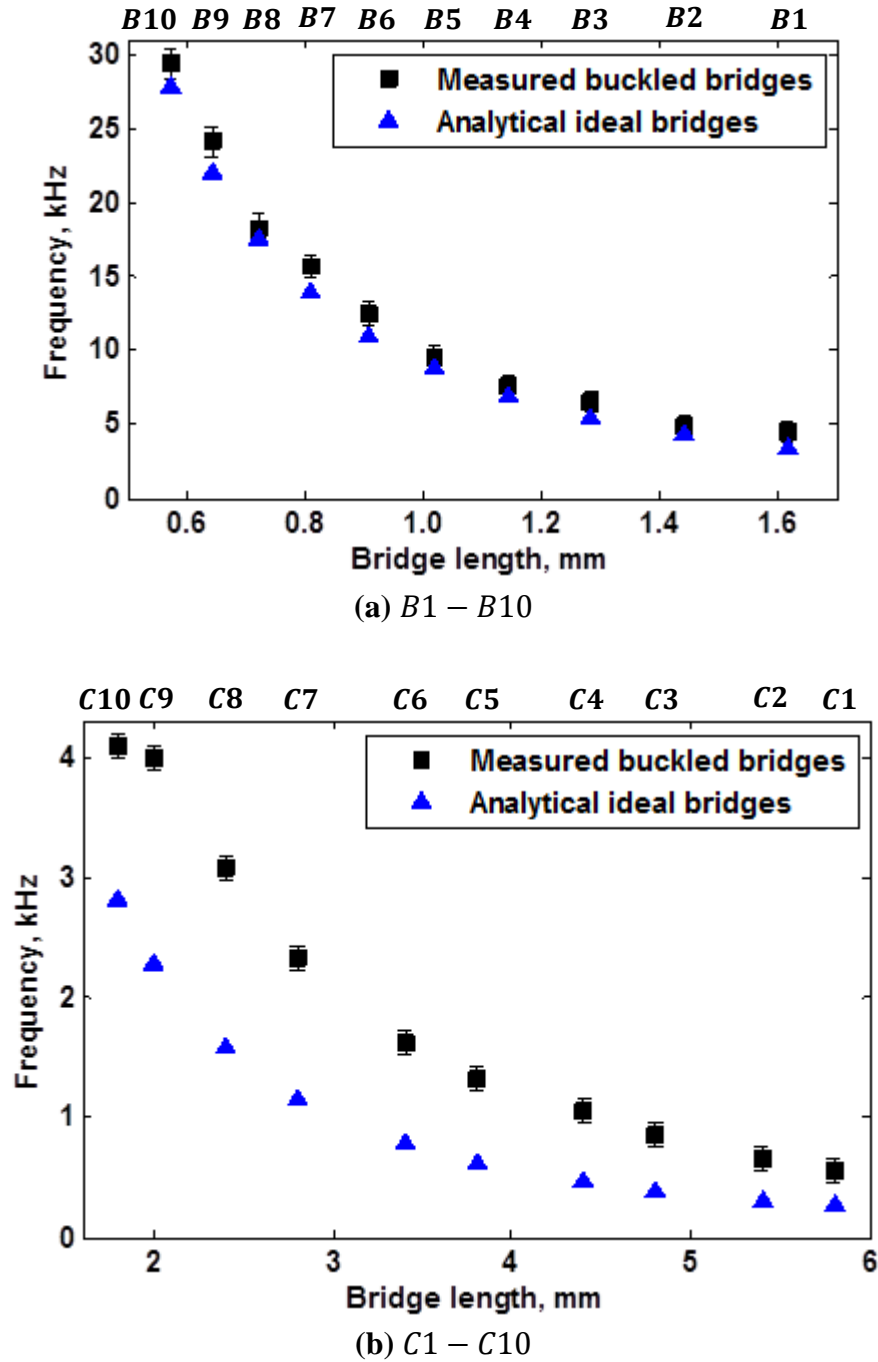 B10 B9 B8 B7 B6 B5 B4 B3 B2 B1
30
25
20
15
10
5
0
Frequency, kHz
Measured buckled bridges
Analytical ideal bridges
0.6 0.8 1.0 1.2 1.4 1.6
Bridge length, mm
(a) B1 − B10
C10 C9 C8 C7 C6 C5 C4 C3 C2 C1
4
3
2
1
0
Frequency, kHz
Measured buckled bridges
Analytical ideal bridges
2 3 4 5 6
Bridge length, mm
(b) C1 − C10